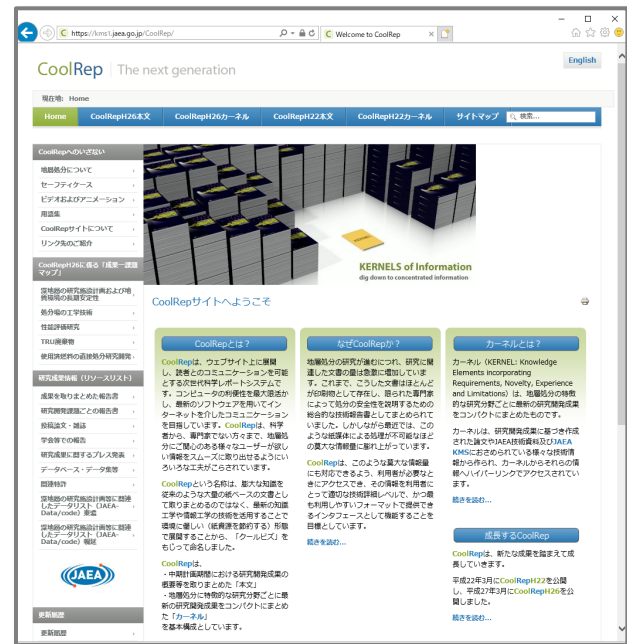 https://kms1.jaea.go.jp/CoolRep/
Welcome to CoolRep
English
CoolRep The next generation
現在地: Home
Home CoolRepH26本文 CoolRepH26カーネル CoolRepH22本文 CoolRepH22カーネル サイトマップ 検索...
CoolRepへのいざない
地層処分について
セーフティケース
ビデオおよびアニメーション
用語集
CoolRepサイトについて
リンク先のご紹介
CoolRepH26に係る「成果ー課題
マップ」
深地層の研究施設計画および地
質環境の長期安定性
処分場の工学技術
性能評価研究
TRU廃棄物
使用済燃料の直接処分研究開発
研究成果情報（リソースリスト）
成果を取りまとめた報告書
研究開発課題ごとの報告書
投稿論文・雑誌
学会等での報告
研究成果に関するプレス発表
データベース・データ集等
関連特許
深地層の研究施設計画等に関連
したデータリスト（JAEA-
Data/code）東濃
深地層の研究施設計画等に関連
したデータリスト（JAEA-
Data/code）幌延
JAEA
更新履歴
更新履歴
KERNELS of Information
dig down to concentrated information
CoolRepサイトへようこそ
CoolRepとは？
CoolRepは、ウェブサイト上に展開
し、読者とのコミュニケーションを可能
とする次世代科学レポートシステムで
す。コンピュータの利便性を最大限活か
し、最新のソフトウェアを用いてイン
ターネットを介したコミュニケーション
を目指しています。CoolRepは、科学
者から、専門家でない方々まで、地層処
分にご関心のある様々なユーザーが欲し
い情報をスムーズに取り出せるようにい
ろいろな工夫がこらされています。
CoolRepという名称は、膨大な知識を
従来のような大量の紙ベースの文書とし
て取りまとめるのではなく、最新の知識
工学や情報工学の技術を活用することで
環境に優しい（紙資源を節約する）形態
で展開することから、「クールビズ」を
もじって命名しました。
CoolRepは、
・中期計画期間における研究開発成果の
概要等を取りまとめた「本文」
・地層処分に特徴的な研究分野ごとに最
新の研究開発成果をコンパクトにまとめ
た「カーネル」
を基本構成としています。
なぜCoolRepか？
地層処分の研究が進むにつれ、研究に関
連した文書の量は急激に増加していま
す。これまで、こうした文書はほとんど
が印刷物として存在し、限られた専門家
によって処分の安全性を説明するための
総合的な技術報告書としてまとめられて
いました。しかしながら最近では、この
ような紙媒体による処理が不可能なほど
の莫大な情報量に膨れ上がっています。
CoolRepは、このような莫大な情報量
にも対応できるよう、利用者が必要なと
きにアクセスでき、その情報を利用者に
とって適切な技術詳細レベルで、かつ最
も利用しやすいフォーマットで提供でき
るインタフェースとして機能することを
目標としています。
続きを読む...
カーネルとは？
カーネル（KERNEL: Knowledge
Elements incorporating
Requirements, Novelty, Experience
and Limitations）は、地層処分の特徴
的な研究分野ごとに最新の研究開発成果
をコンパクトにまとめたものです。
カーネルは、研究開発成果に基づき作成
された論文やJAEA技術資料及びJAEA
KMSにおさめられている様々な技術情
報から作られ、カーネルからそれらの情
報へハイパーリンクでアクセスされてい
ます。
続きを読む...
成長するCoolRep
CoolRepは、新たな成果を踏まえて成
長していきます。
平成22年3月にCoolRepH22を公開
し、平成27年3月にCoolRepH26を公
開しました。
続きを読む...